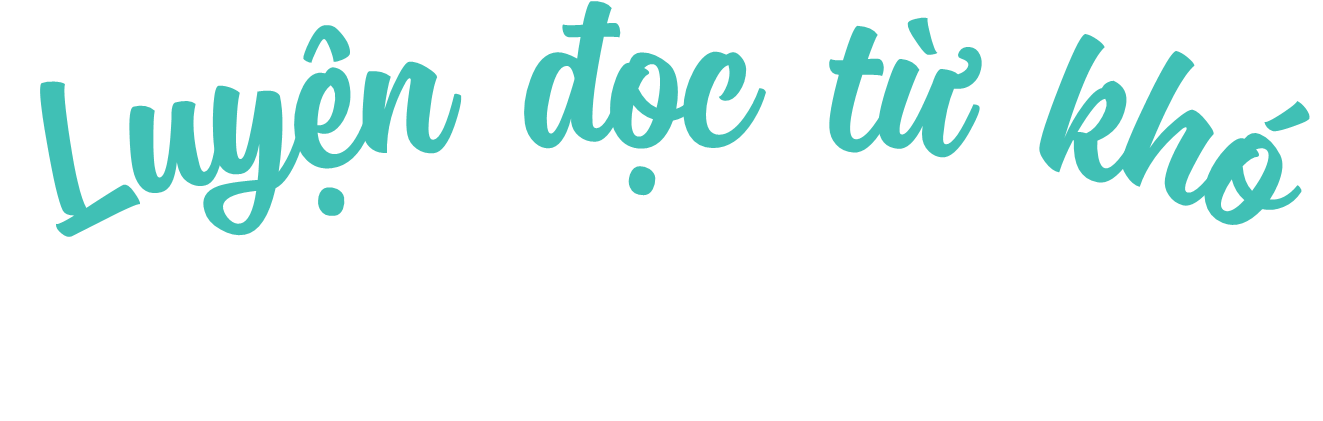 Luyện đọc từ khó